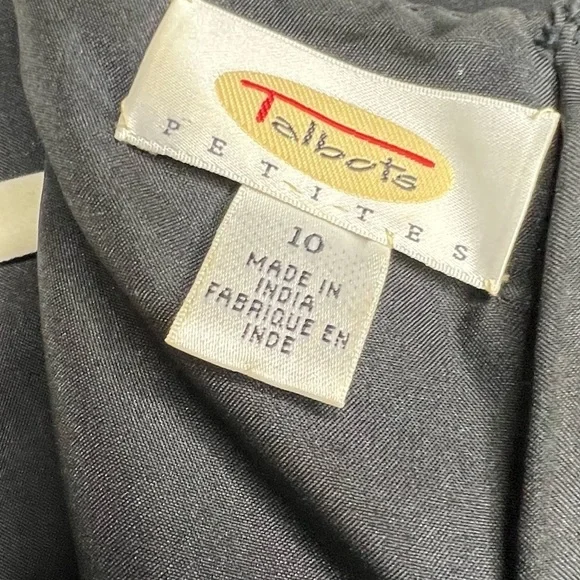 Talbots
PETITES
10
MADE IN
INDIA
FABRIQUE EN
INDE